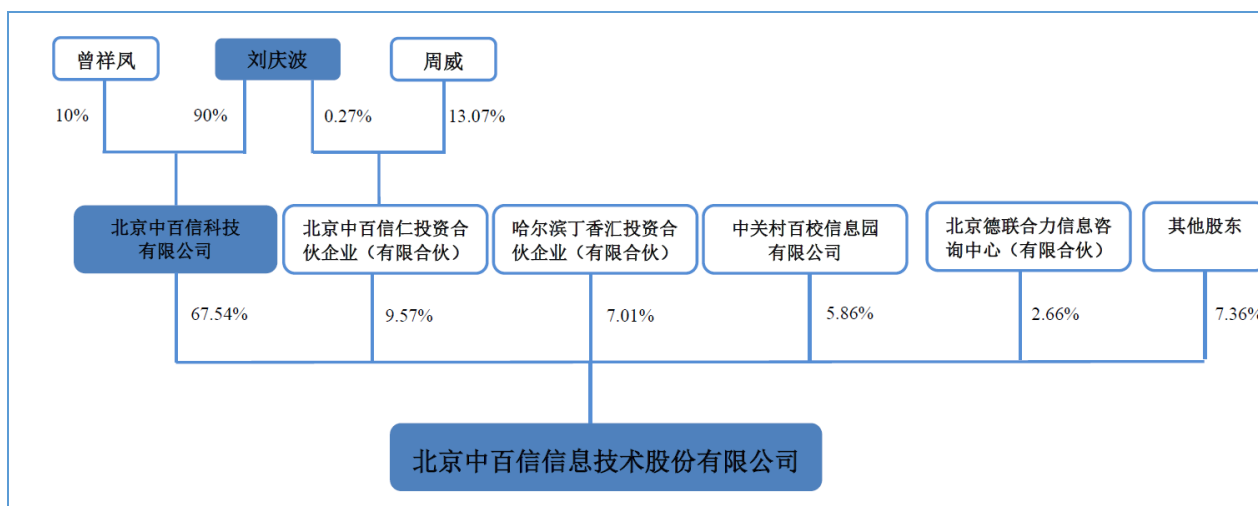 曾祥凤
刘庆波
周威
10%
90%
0.27%
13.07%
北京中百信科技
有限公司
北京中百信仁投资合
伙企业（有限合伙）
哈尔滨丁香汇投资合
伙企业（有限合伙）
中关村百校信息园
有限公司
北京德联合力信息咨
询中心（有限合伙）
其他股东
67.54%
9.57%
7.01%
5.86%
2.66%
7.36%
北京中百信信息技术股份有限公司